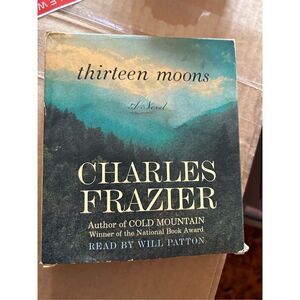 thirteen moons
A Novel
CHARLES
FRAZIER
Author of COLD MOUNTAIN
Winner of the National Book Award
READ BY WILL PATTON